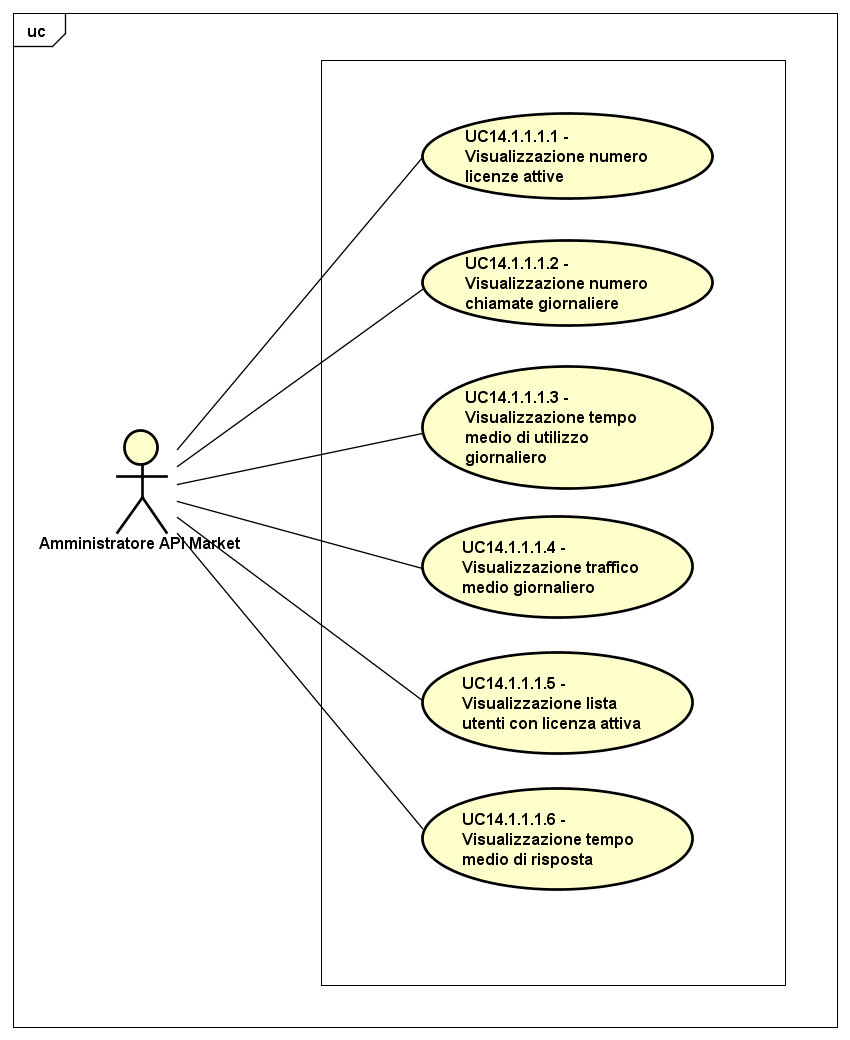 uc
UC14.1.1.1.1 -
Visualizzazione numero
licenze attive
UC14.1.1.1.2 -
Visualizzazione numero
chiamate giornaliere
UC14.1.1.1.3 -
Visualizzazione tempo
medio di utilizzo
giornaliero
Amministratore API Market
UC14.1.1.1.4 -
Visualizzazione traffico
medio giornaliero
UC14.1.1.1.5 -
Visualizzazione lista
utenti con licenza attiva
UC14.1.1.1.6 -
Visualizzazione tempo
medio di risposta